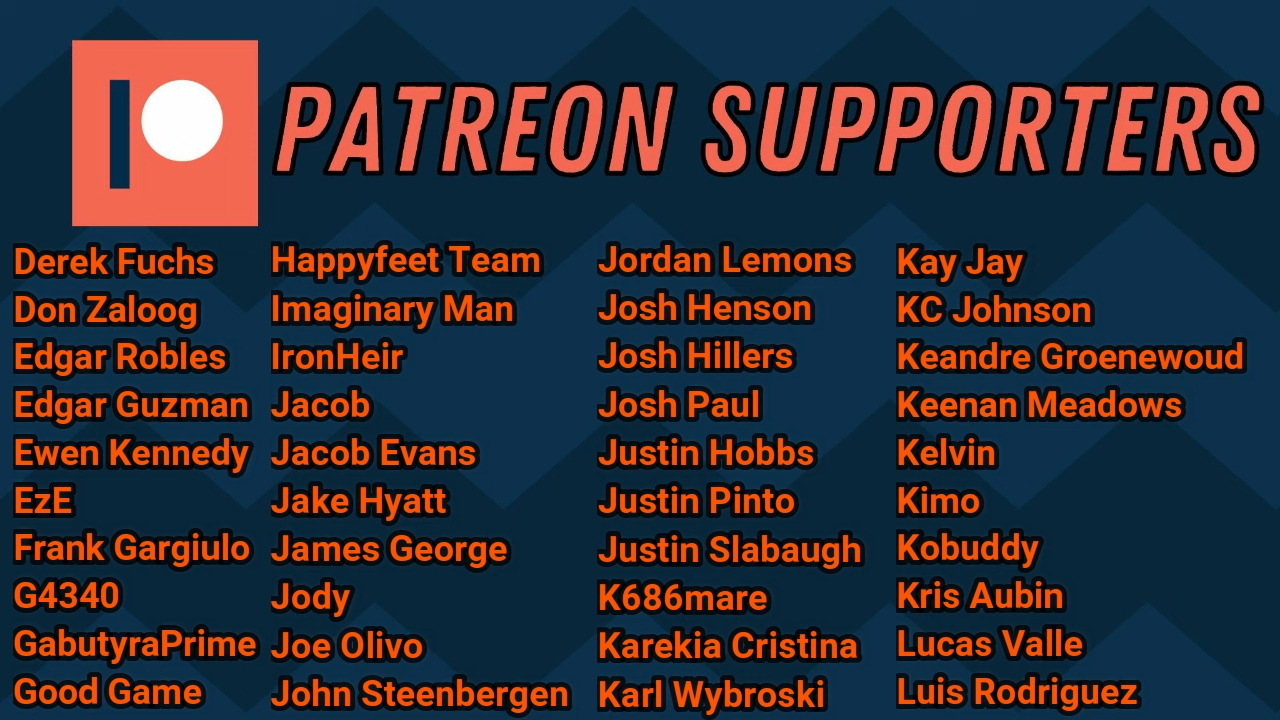 PATREON SUPPORTERS
Derek Fuchs
Don Zaloog
Edgar Robles
Edgar Guzman
Ewen Kennedy
EzE
Frank Gargiulo
G4340
GabutyraPrime
Good Game
Happyfeet Team
Imaginary Man
IronHeir
Jacob
Jacob Evans
Jake Hyatt
James George
Jody
Joe Olivo
John Steenbergen
Jordan Lemons
Josh Henson
Josh Hillers
Josh Paul
Justin Hobbs
Justin Pinto
Justin Slabaugh
K686mare
Karekia Cristina
Karl Wybroski
Kay Jay
KC Johnson
Keandre Groenewoud
Keenan Meadows
Kelvin
Kimo
Kobuddy
Kris Aubin
Lucas Valle
Luis Rodriguez